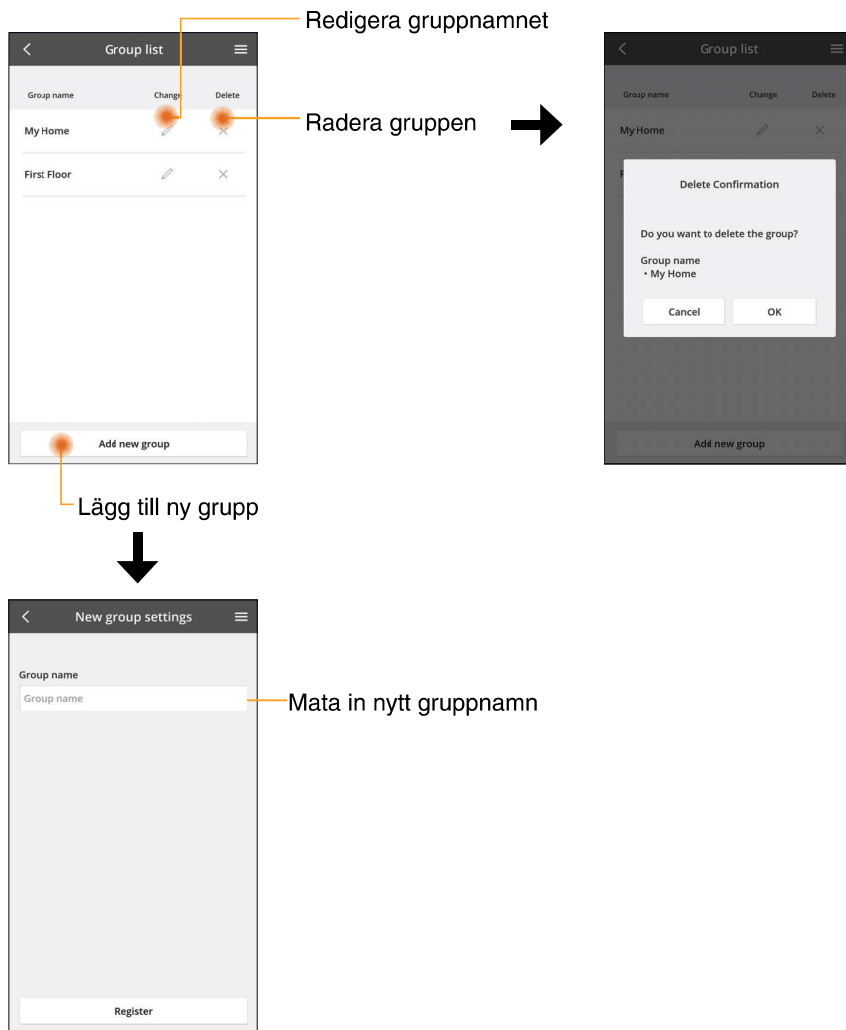 Redigera gruppnamnet
Group list
Group name Change Delete
My Home
Radera gruppen
First Floor
Add new group
Group list
Group name Change Delete
My Home
F
Delete Confirmation
Do you want to delete the group?
Group name
• My Home
Cancel OK
Add new group
Lägg till ny grupp
New group settings
Group name
Group name
Mata in nytt gruppnamn
Register